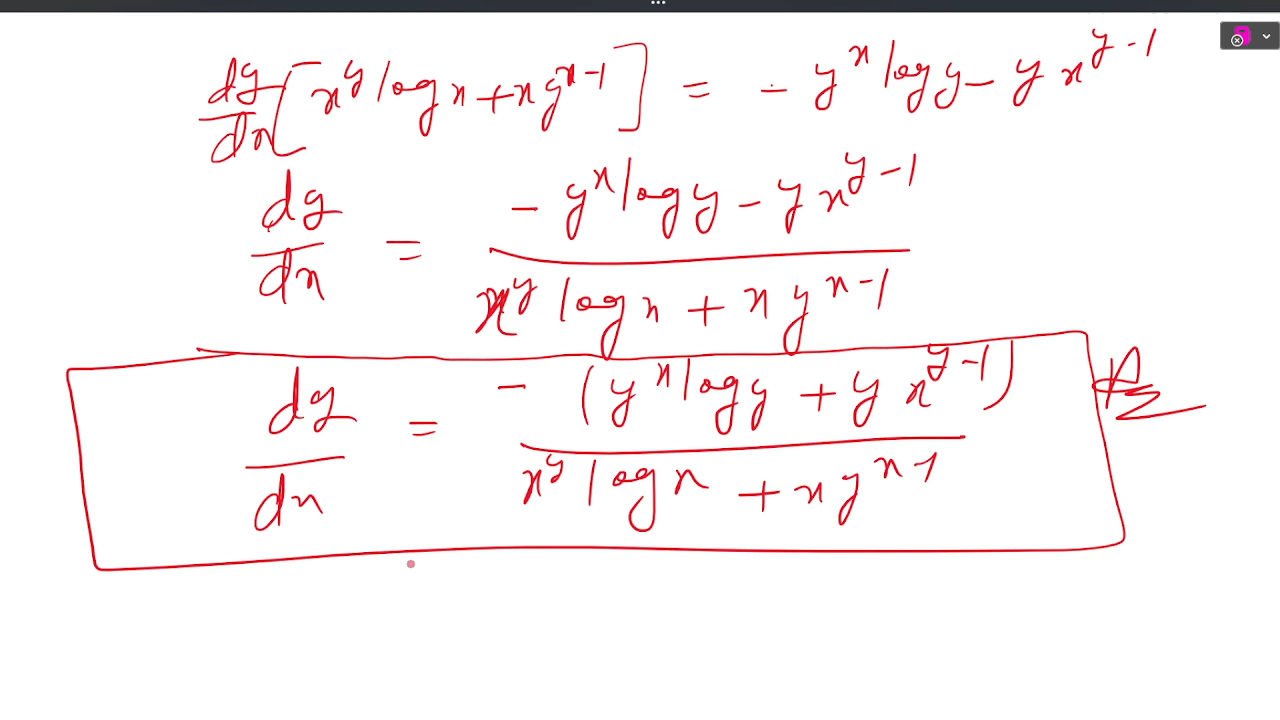 dy/dx [x^y log x + x y^(x-1)] = - y^x log y - y x^(y-1)
dy/dx = (- y^x log y - y x^(y-1)) / (x^y log x + x y^(x-1))
dy/dx = - (y^x log y + y x^(y-1)) / (x^y log x + x y^(x-1))